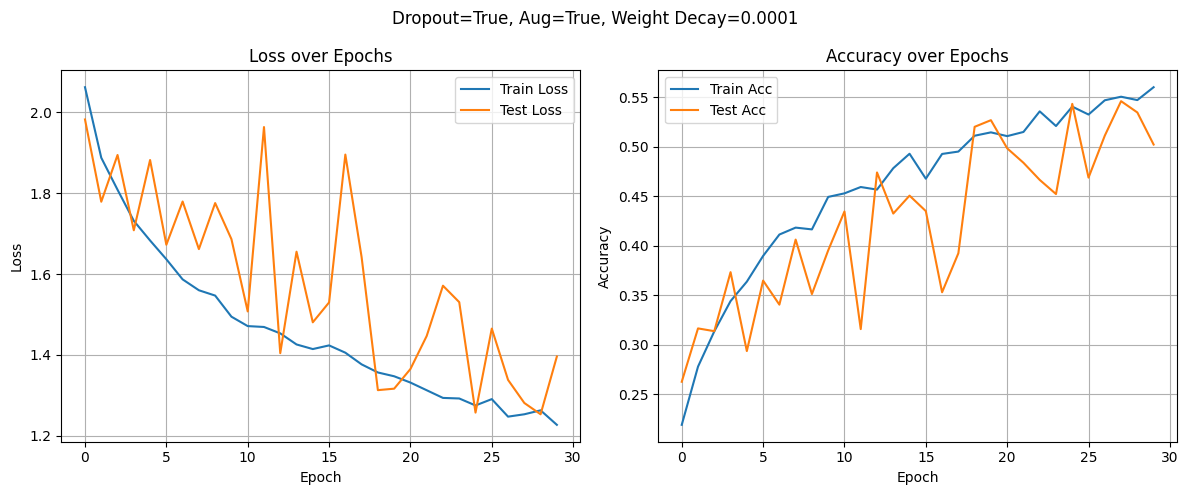 Dropout=True, Aug=True, Weight Decay=0.0001
Loss over Epochs
Train Loss
Test Loss
2.0
1.8
1.6
1.4
1.2
Loss
0
5
10
15
20
25
30
Epoch
Accuracy over Epochs
Train Acc
Test Acc
0.55
0.50
0.45
0.40
0.35
0.30
0.25
Accuracy
0
5
10
15
20
25
30
Epoch